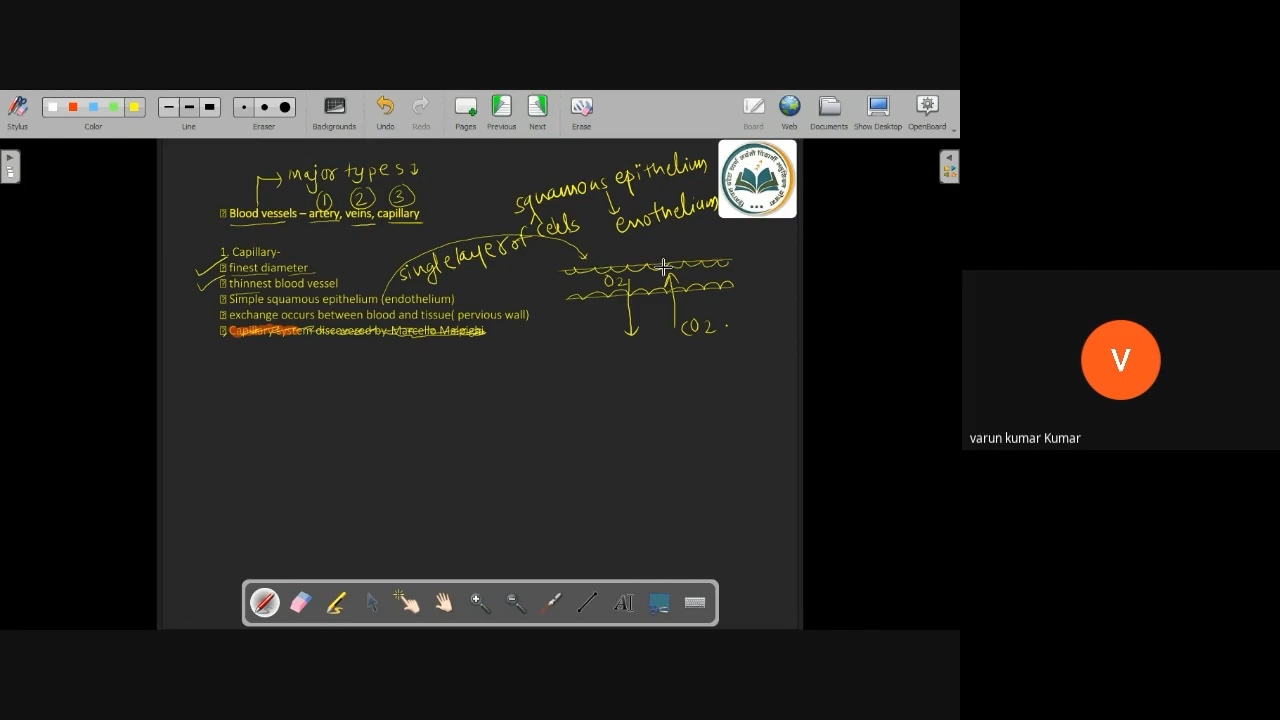 Stylus
Color
Line
Eraser
Backgrounds
Undo
Redo
Pages
Previous
Next
Erase
Board
Web
Documents
Show Desktop
OpenBoard
major types
1 2 3
Blood vessels – artery, veins, capillary
squamous epithelium
enothelium
single layer of cells
1. Capillary-
finest diameter
thinnest blood vessel
Simple squamous epithelium (endothelium)
exchange occurs between blood and tissue( pervious wall)
Capillary system discovered by Marcello Malpighi
O2
CO2
V
varun kumar Kumar